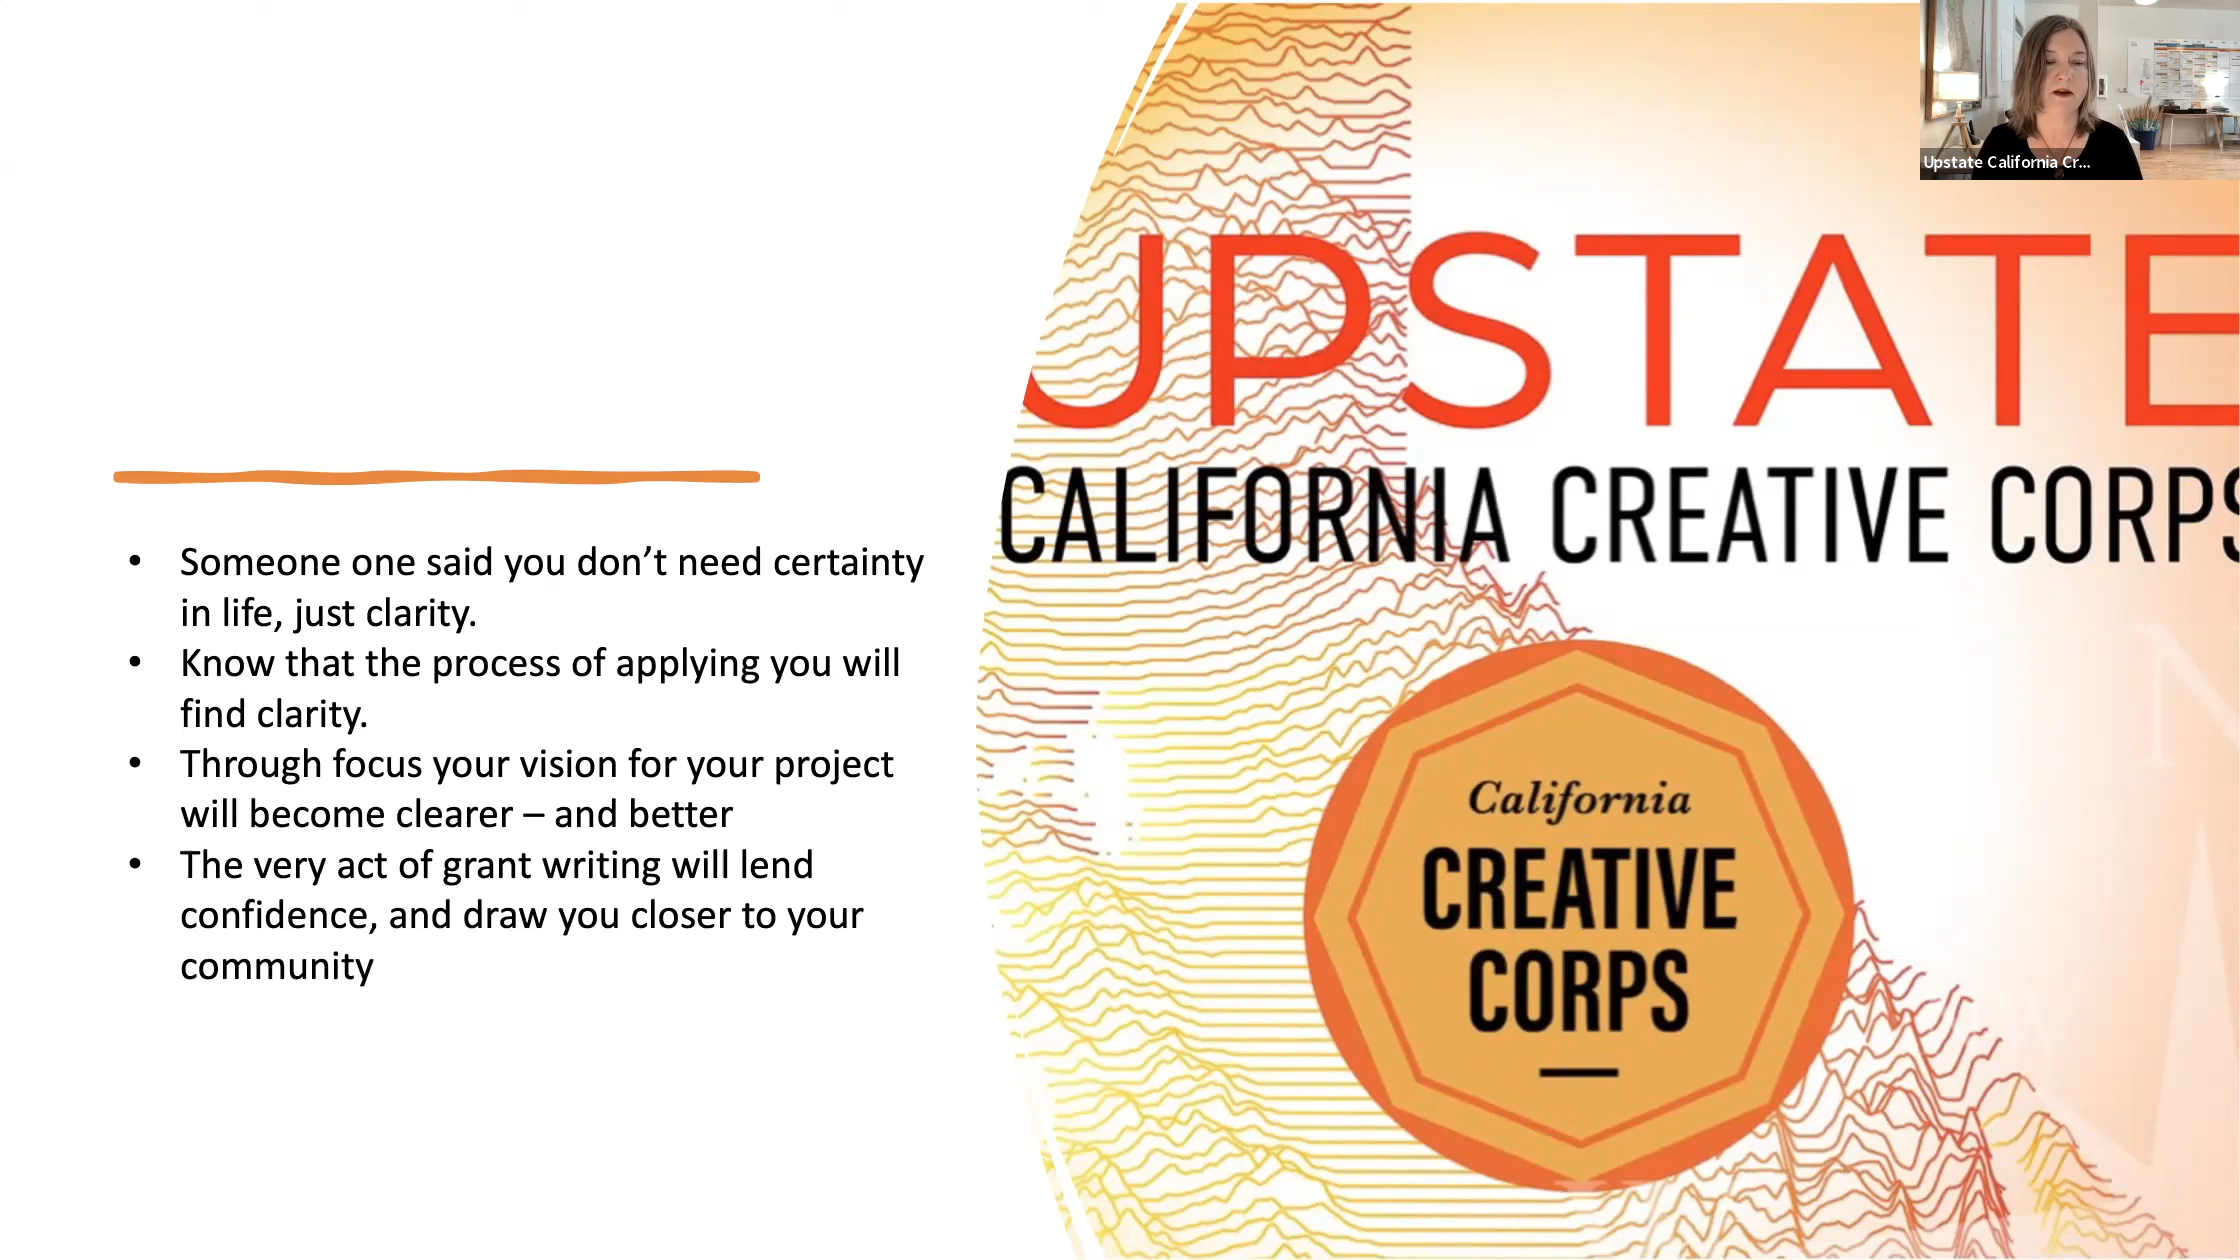 Upstate California Cr...
UPSTATE
CALIFORNIA CREATIVE CORPS
• Someone one said you don’t need certainty
in life, just clarity.
• Know that the process of applying you will
find clarity.
• Through focus your vision for your project
will become clearer – and better
• The very act of grant writing will lend
confidence, and draw you closer to your
community
California
CREATIVE
CORPS